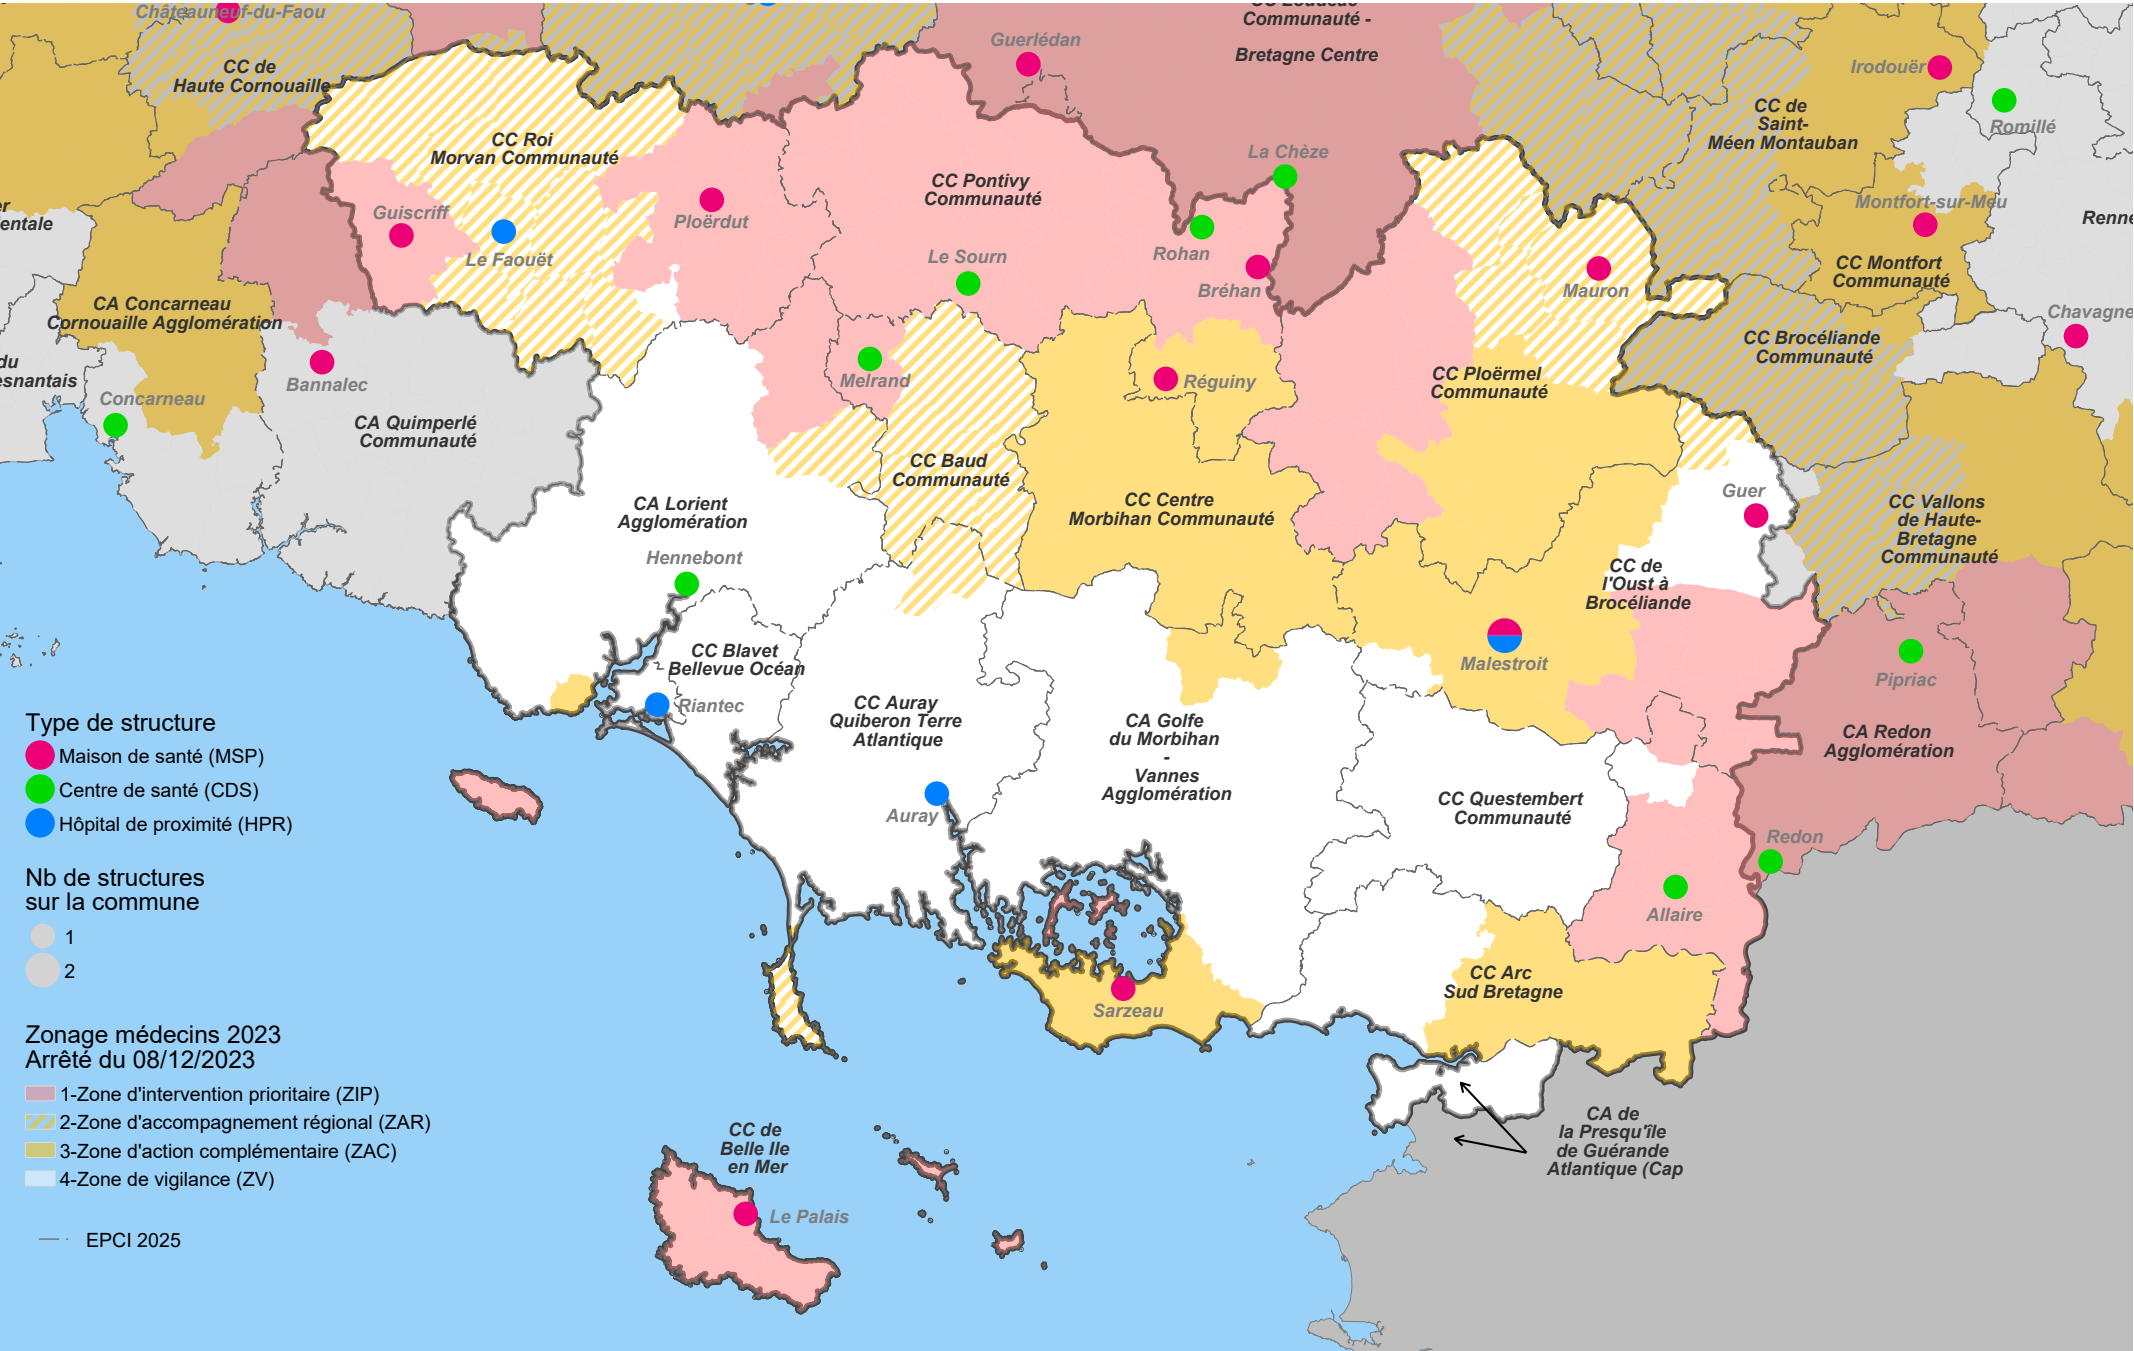 Châteauneuf-du-Faou
CC de
Haute Cornouaille
CC Roi
Morvan Communauté
Guiscriff
Le Faouët
Ploërdut
Guerlédan
Communauté -
Bretagne Centre
La Chèze
CC Pontivy
Communauté
Le Sourn
Rohan
Bréhan
Irodouër
Romillé
CC de
Saint-
Méen Montauban
Montfort-sur-Meu
Renne
CC Montfort
Communauté
Mauron
Chavagne
er
entale
CA Concarneau
Cornouaille Agglomération
du
esnantais
Concarneau
Bannalec
CA Quimperlé
Communauté
Melrand
Réguiny
CC Ploërmel
Communauté
CC Brocéliande
Communauté
CC Baud
Communauté
CC Centre
Morbihan Communauté
CA Lorient
Agglomération
Hennebont
Guer
CC Vallons
de Haute-
Bretagne
Communauté
CC de
l'Oust à
Brocéliande
Malestroit
Pipriac
CC Blavet
Bellevue Océan
Riantec
CC Auray
Quiberon Terre
Atlantique
Auray
CA Golfe
du Morbihan
-
Vannes
Agglomération
CA Redon
Agglomération
CC Questembert
Communauté
Redon
Allaire
CC Arc
Sud Bretagne
Sarzeau
CA de
la Presqu'île
de Guérande
Atlantique (Cap
CC de
Belle Ile
en Mer
Le Palais
Type de structure
Maison de santé (MSP)
Centre de santé (CDS)
Hôpital de proximité (HPR)
Nb de structures
sur la commune
1
2
Zonage médecins 2023
Arrêté du 08/12/2023
1-Zone d'intervention prioritaire (ZIP)
2-Zone d'accompagnement régional (ZAR)
3-Zone d'action complémentaire (ZAC)
4-Zone de vigilance (ZV)
EPCI 2025